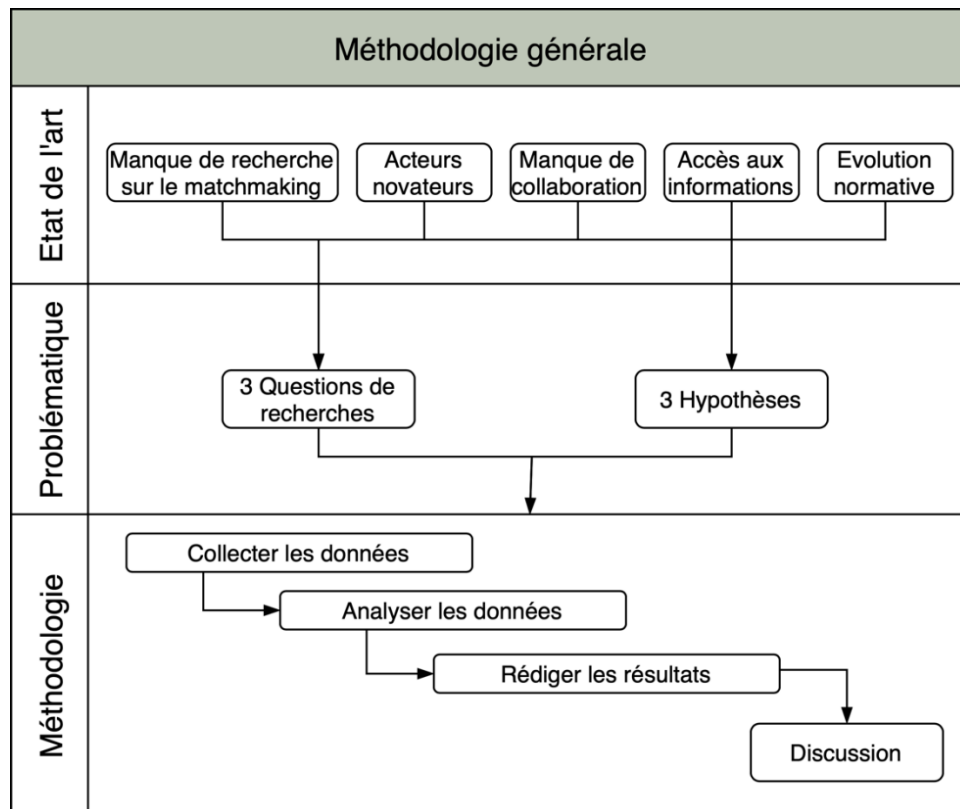 Méthodologie générale
Etat de l'art
Manque de recherche
sur le matchmaking
Acteurs
novateurs
Manque de
collaboration
Accès aux
informations
Evolution
normative
Problématique
3 Questions de
recherches
3 Hypothèses
Méthodologie
Collecter les données
Analyser les données
Rédiger les résultats
Discussion